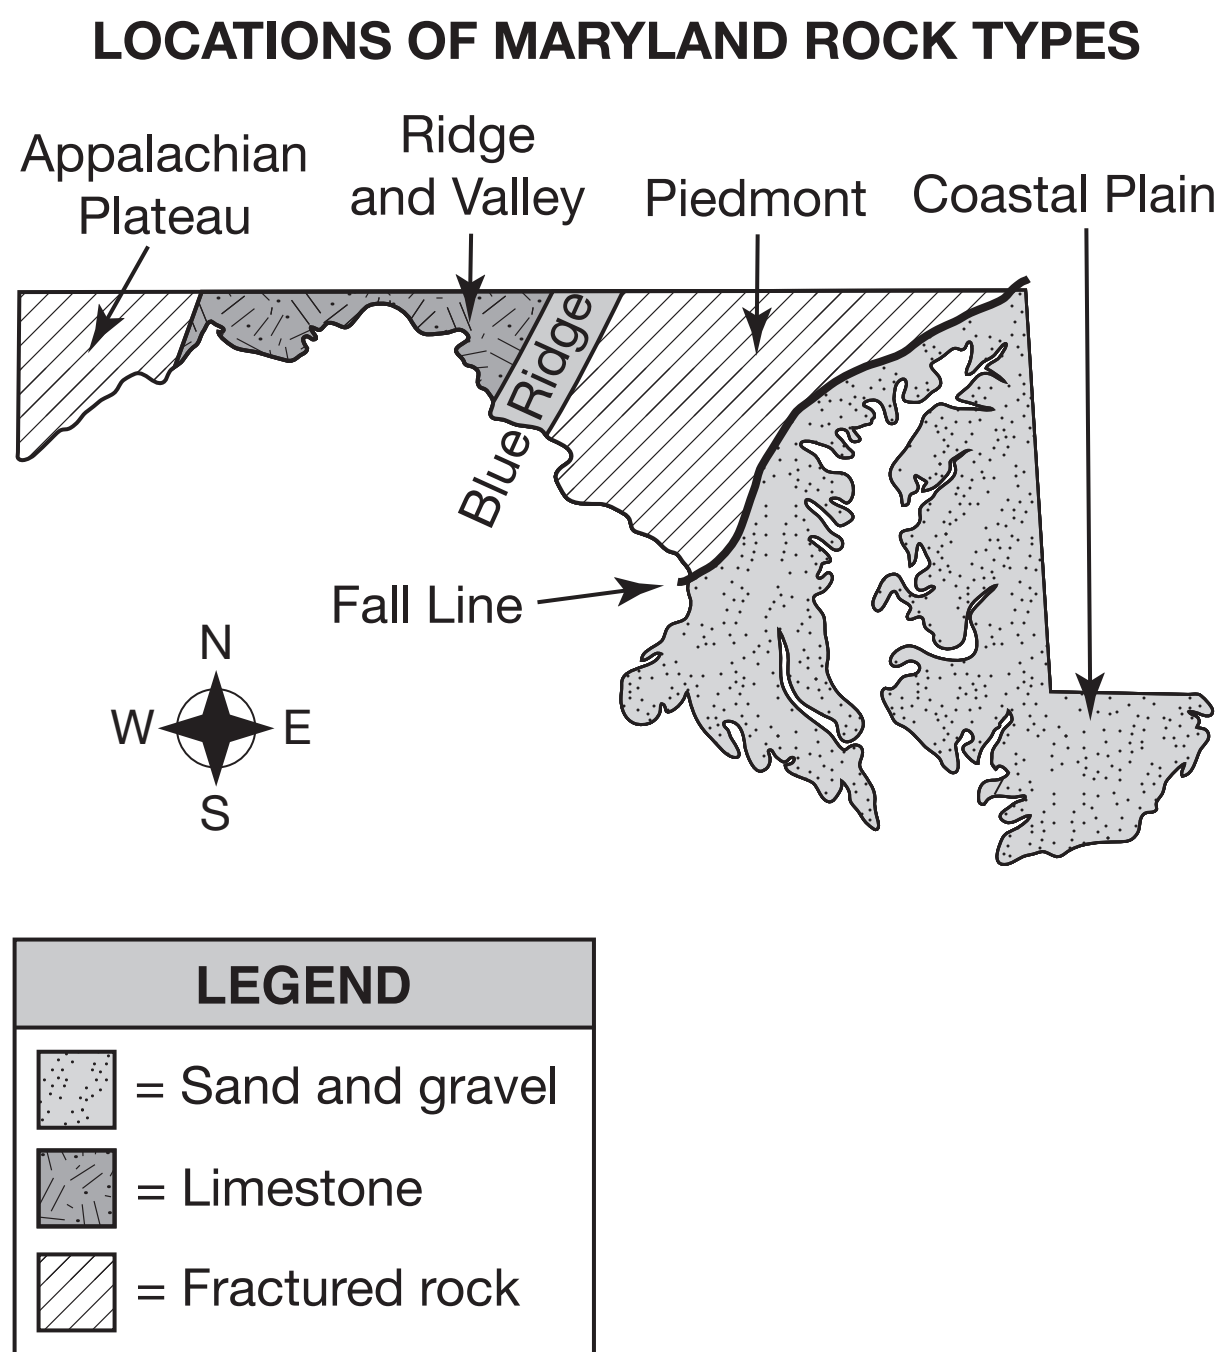 LOCATIONS OF MARYLAND ROCK TYPES
Appalachian
Plateau
Ridge
and Valley
Piedmont
Coastal Plain
Blue Ridge
Fall Line
N
W
E
S
LEGEND
= Sand and gravel
= Limestone
= Fractured rock